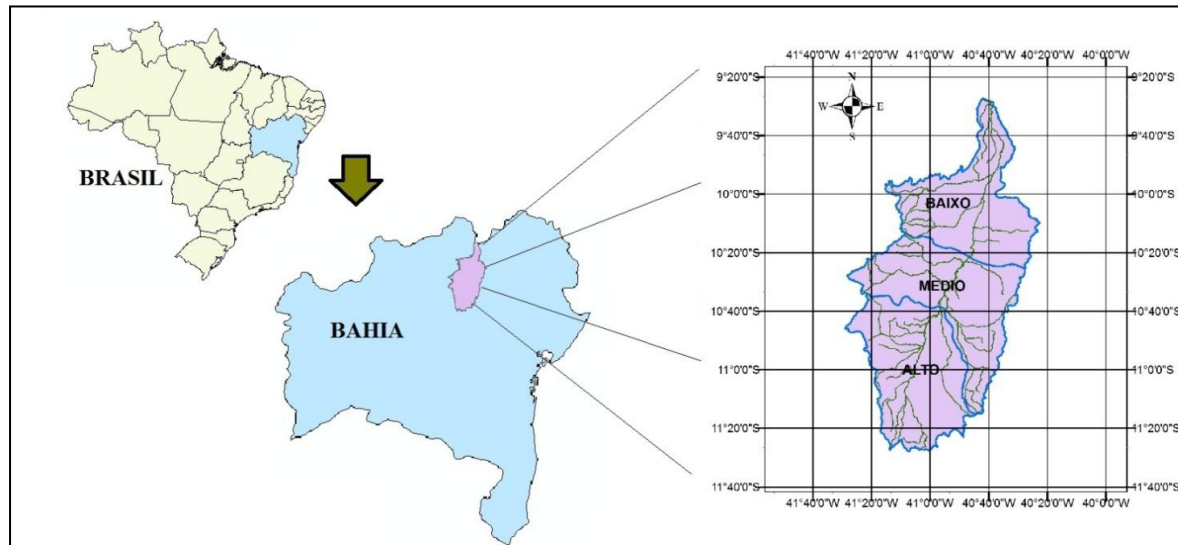 BRASIL
BAHIA
41°40'0"W 41°20'0"W 41°0'0"W 40°40'0"W 40°20'0"W 40°0'0"W
9°20'0"S 9°20'0"S
N
W E
S
9°40'0"S 9°40'0"S
10°0'0"S 10°0'0"S
BAIXO
10°20'0"S 10°20'0"S
MEDIO
10°40'0"S 10°40'0"S
ALTO
11°0'0"S 11°0'0"S
11°20'0"S 11°20'0"S
11°40'0"S 11°40'0"S
41°40'0"W 41°20'0"W 41°0'0"W 40°40'0"W 40°20'0"W 40°0'0"W